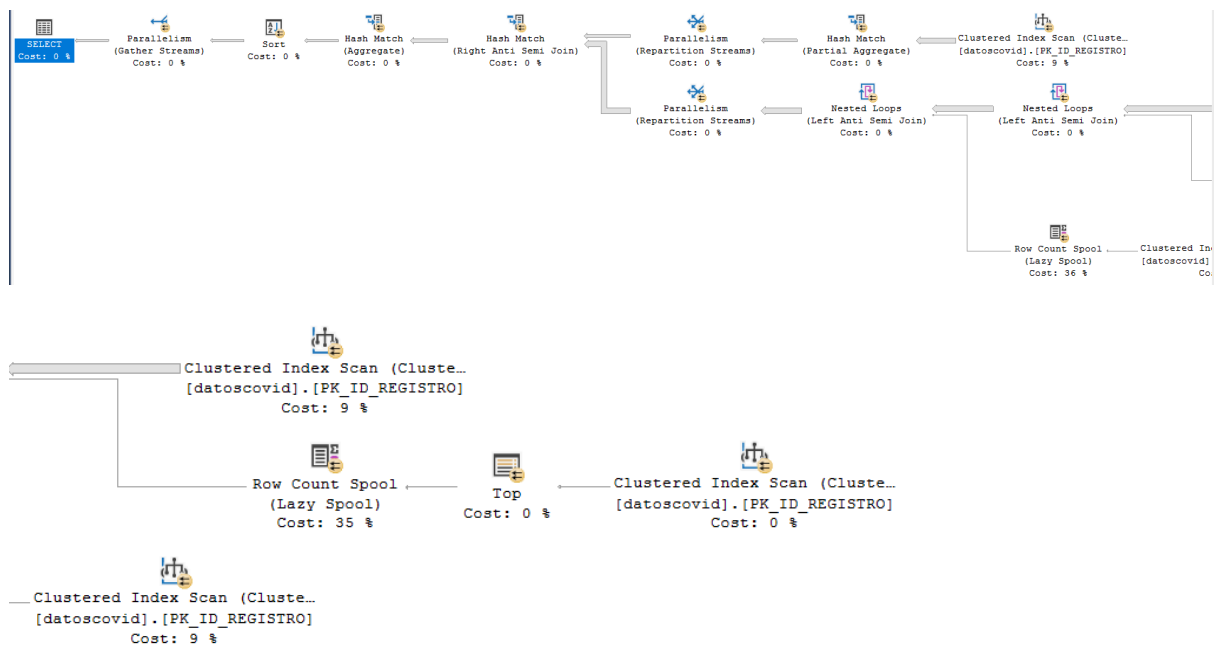 SELECT
Cost: 0 %
Parallelism
(Gather Streams)
Cost: 0 %
Sort
Cost: 0 %
Hash Match
(Aggregate)
Cost: 0 %
Hash Match
(Right Anti Semi Join)
Cost: 0 %
Parallelism
(Repartition Streams)
Cost: 0 %
Hash Match
(Partial Aggregate)
Cost: 0 %
Clustered Index Scan (Cluste…
[datoscovid].[PK_ID_REGISTRO]
Cost: 9 %
Parallelism
(Repartition Streams)
Cost: 0 %
Nested Loops
(Left Anti Semi Join)
Cost: 0 %
Nested Loops
(Left Anti Semi Join)
Cost: 0 %
Row Count Spool
(Lazy Spool)
Cost: 36 %
Clustered In
[datoscovid]
Co
Clustered Index Scan (Cluste…
[datoscovid].[PK_ID_REGISTRO]
Cost: 9 %
Row Count Spool
(Lazy Spool)
Cost: 35 %
Top
Cost: 0 %
Clustered Index Scan (Cluste…
[datoscovid].[PK_ID_REGISTRO]
Cost: 0 %
Clustered Index Scan (Cluste…
[datoscovid].[PK_ID_REGISTRO]
Cost: 9 %